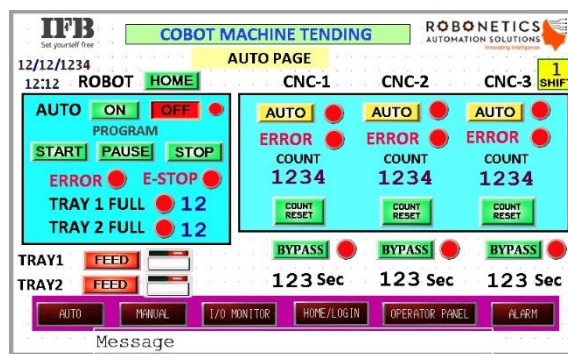 IFB
Set yourself free
COBOT MACHINE TENDING
ROBONETICS
AUTOMATION SOLUTIONS
Innovating Intelligence
AUTO PAGE
12/12/1234
12:12 ROBOT HOME
CNC-1 CNC-2 CNC-3
1
SHIFT
AUTO ON OFF
PROGRAM
START PAUSE STOP
ERROR E-STOP
TRAY 1 FULL 12
TRAY 2 FULL 12
AUTO AUTO AUTO
ERROR ERROR ERROR
COUNT COUNT COUNT
1234 1234 1234
COUNT RESET COUNT RESET COUNT RESET
TRAY1 FEED
TRAY2 FEED
BYPASS BYPASS BYPASS
123 Sec 123 Sec 123 Sec
AUTO MANUAL I/O MONITOR HOME/LOGIN OPERATOR PANEL ALARM
Message